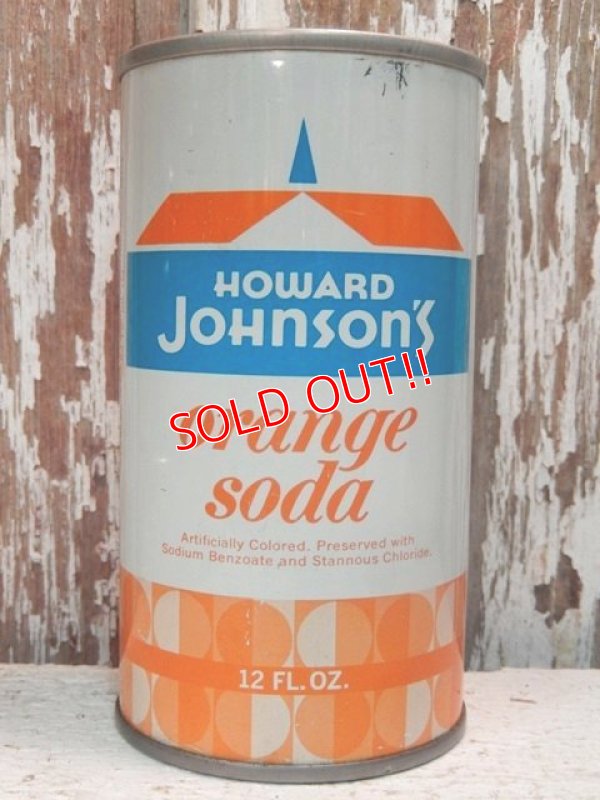 HOWARD
JOHNSON'S
SOLD OUT!!
orange
soda
Artificially Colored. Preserved with
Sodium Benzoate and Stannous Chloride.
12 FL. OZ.